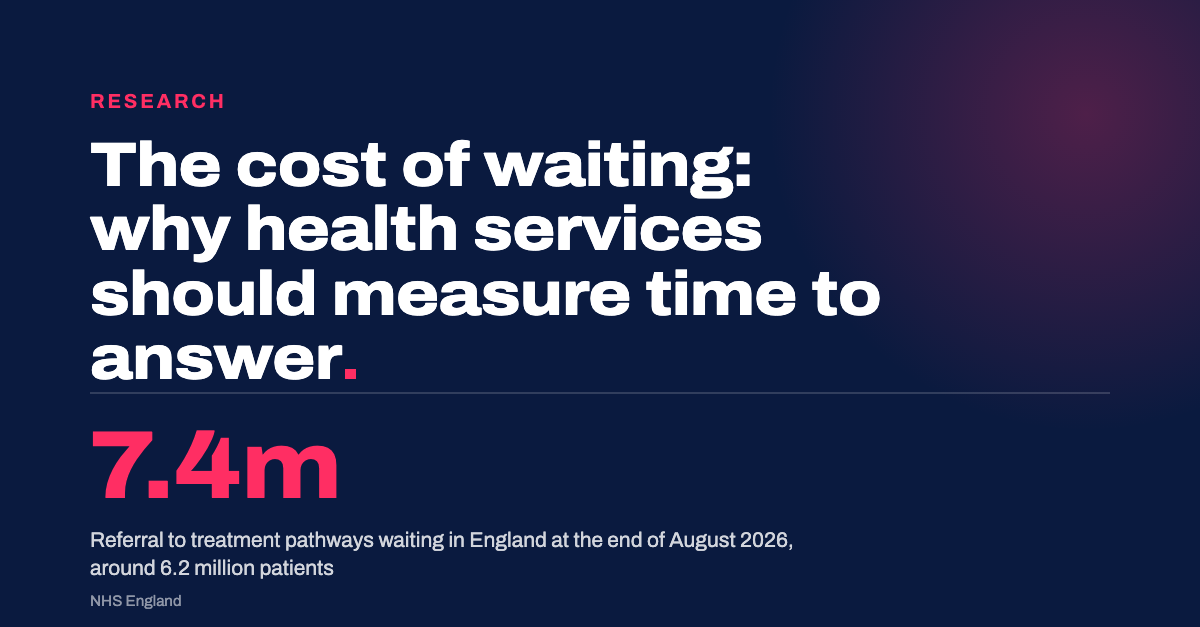 RESEARCH
The cost of waiting:
why health services
should measure time to
answer.
7.4m
Referral to treatment pathways waiting in England at the end of August 2026,
around 6.2 million patients
NHS England